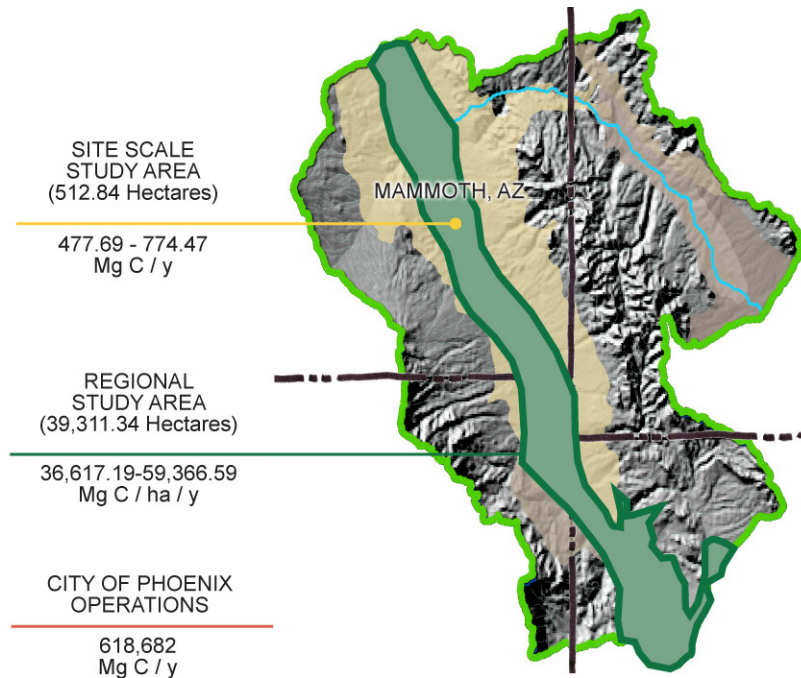 SITE SCALE
STUDY AREA
(512.84 Hectares)
477.69 - 774.47
Mg C / y
MAMMOTH, AZ
REGIONAL
STUDY AREA
(39,311.34 Hectares)
36,617.19-59,366.59
Mg C / ha / y
CITY OF PHOENIX
OPERATIONS
618,682
Mg C / y